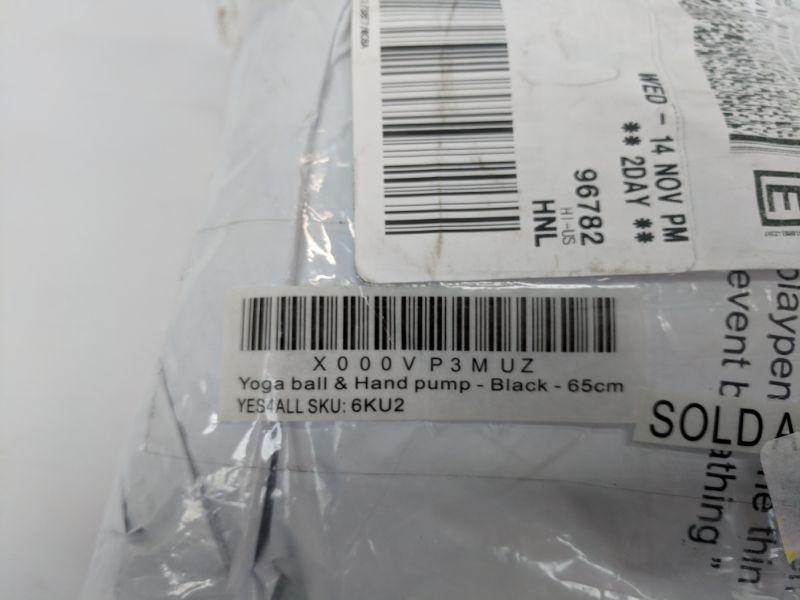 WED - 14 NOV PM
** 2DAY **
96782
HI-US
HNL
E
X000VP3MUZ
Yoga ball & Hand pump - Black - 65cm
YES4ALL SKU: 6KU2
SOLD A
playpen
event b
the thin
athing "